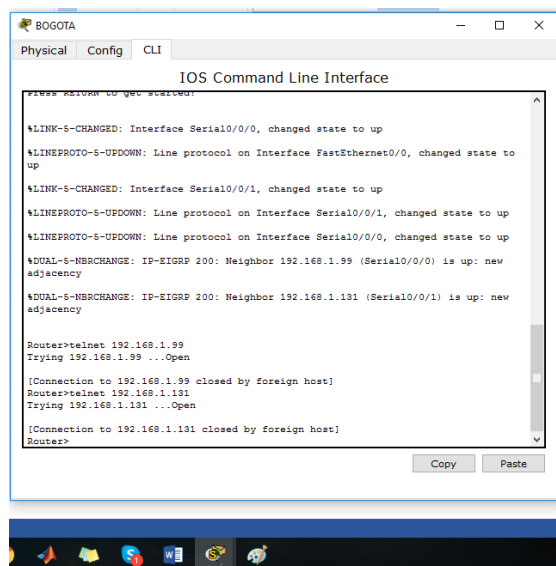 BOGOTA
Physical Config CLI
IOS Command Line Interface
Press RETURN to get started!
%LINK-5-CHANGED: Interface Serial0/0/0, changed state to up
%LINEPROTO-5-UPDOWN: Line protocol on Interface FastEthernet0/0, changed state to
up
%LINK-5-CHANGED: Interface Serial0/0/1, changed state to up
%LINEPROTO-5-UPDOWN: Line protocol on Interface Serial0/0/1, changed state to up
%LINEPROTO-5-UPDOWN: Line protocol on Interface Serial0/0/0, changed state to up
%DUAL-5-NBRCHANGE: IP-EIGRP 200: Neighbor 192.168.1.99 (Serial0/0/0) is up: new
adjacency
%DUAL-5-NBRCHANGE: IP-EIGRP 200: Neighbor 192.168.1.131 (Serial0/0/1) is up: new
adjacency
Router>telnet 192.168.1.99
Trying 192.168.1.99 ...Open
[Connection to 192.168.1.99 closed by foreign host]
Router>telnet 192.168.1.131
Trying 192.168.1.131 ...Open
[Connection to 192.168.1.131 closed by foreign host]
Router>
Copy Paste